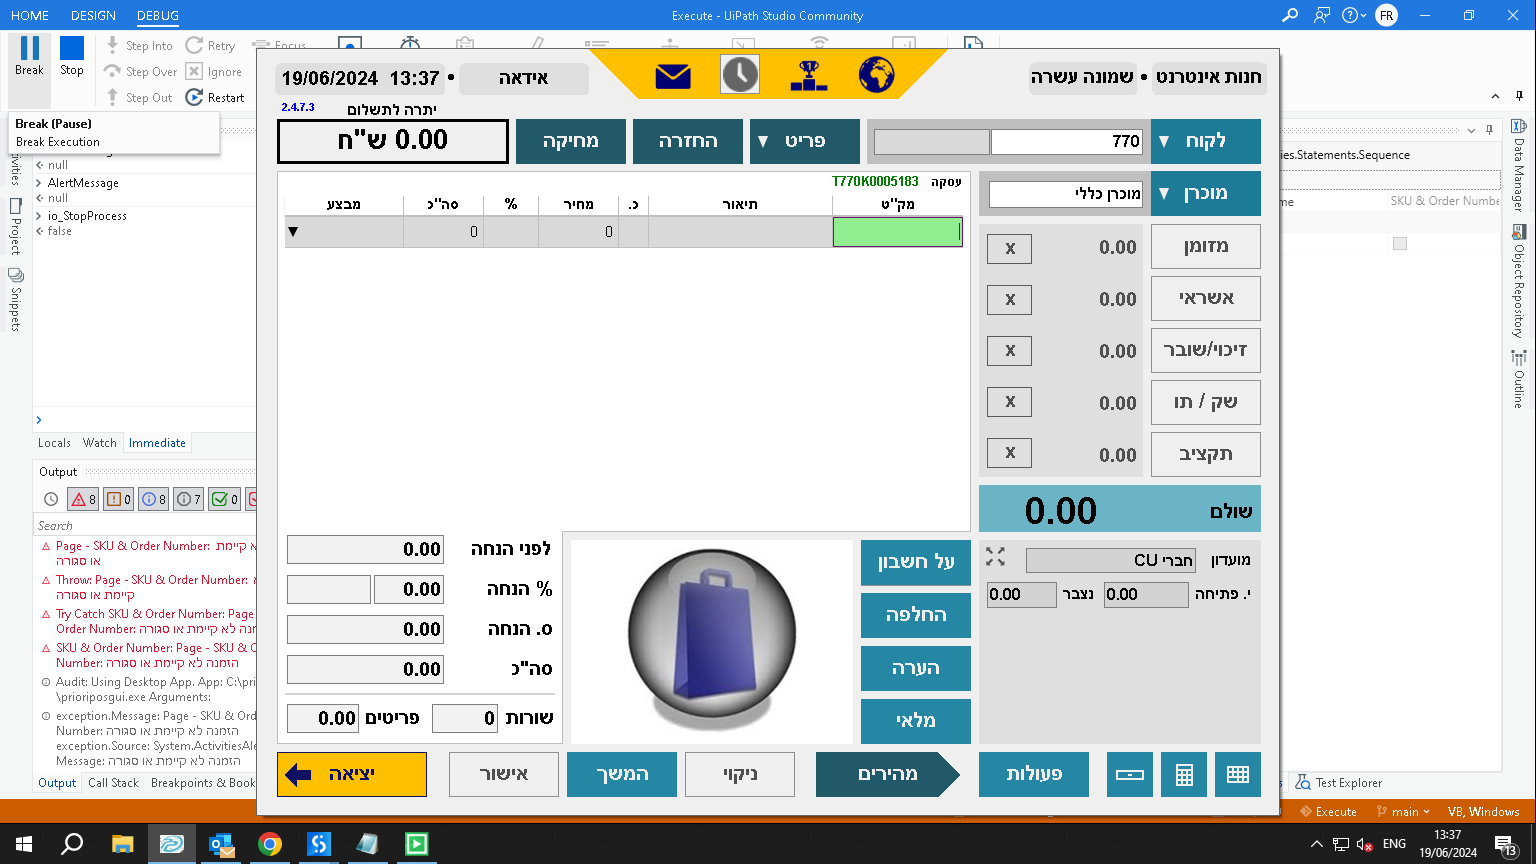 HOME DESIGN DEBUG
Execute - UiPath Studio Community
FR
Break
Stop
Step Into
Retry
Focus
Step Over
Ignore
Step Out
Restart
Break (Pause)
Break Execution
null
AlertMessage
null
io_StopProcess
false
Project
Snippets
Locals Watch Immediate
Output
8 0 8 7 0
Search
Page - SKU & Order Number: קיימת
או סגורה
Throw: Page - SKU & Order Number:
קיימת או סגורה
Try Catch SKU & Order Number: Page
Order Number: הזמנה לא קיימת או סגורה
SKU & Order Number: Page - SKU &
Number: הזמנה לא קיימת או סגורה
Audit: Using Desktop App. App: C:\pri
\prioriposgui.exe Arguments:
exception.Message: Page - SKU & Ord
Number: הזמנה לא קיימת או סגורה
exception.Source: System.ActivitiesAle
Message: הזמנה לא קיימת או סגורה
Output Call Stack Breakpoints & Book
19/06/2024 13:37 •
אידאה
חנות אינטרנט • שמונה עשרה
2.4.7.3
יתרה לתשלום
0.00 ש"ח
מחיקה
החזרה
פריט
770
לקוח
עסקה T770K0005183
מוכרן כללי
מוכרן
מק"ט
תיאור
כ.
מחיר
%
סה"כ
מבצע
0
0
מזומן 0.00 X
אשראי 0.00 X
זיכוי/שובר 0.00 X
שק / תו 0.00 X
תקציב 0.00 X
שולם 0.00
לפני הנחה 0.00
% הנחה 0.00
ס. הנחה 0.00
סה"כ 0.00
שורות 0
פריטים 0.00
על חשבון
החלפה
הערה
מלאי
מועדון
חברי CU
י. פתיחה 0.00
נצבר 0.00
יציאה
אישור
המשך
ניקוי
מהירים
פעולות
ies.Statements.Sequence
me
SKU & Order Numbe
Data Manager
Object Repository
Outline
Test Explorer
Execute
main
VB, Windows
ENG
13:37
19/06/2024
13